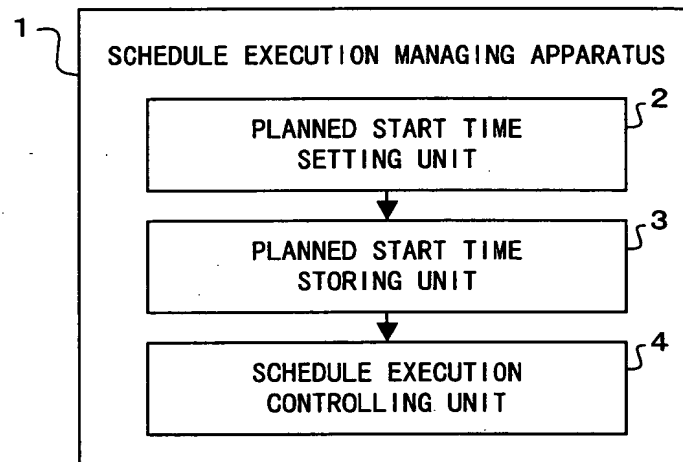 1
SCHEDULE EXECUTION MANAGING APPARATUS
2
PLANNED START TIME
SETTING UNIT
3
PLANNED START TIME
STORING UNIT
4
SCHEDULE EXECUTION
CONTROLLING UNIT